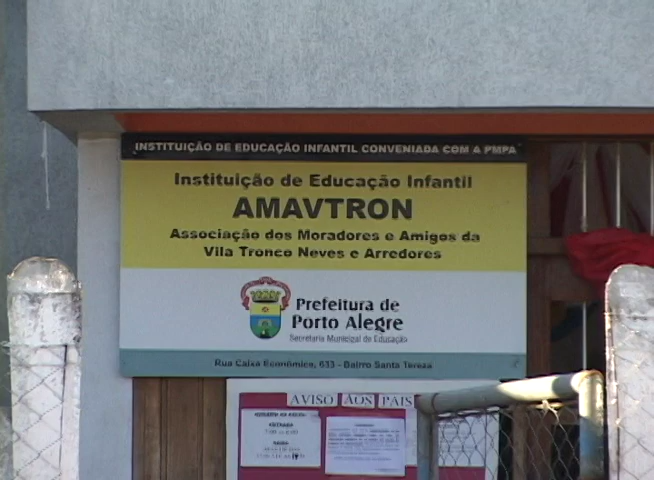 INSTITUIÇÃO DE EDUCAÇÃO INFANTIL CONVENIADA COM A PMPA
Instituição de Educação Infantil
AMAVTRON
Associação dos Moradores e Amigos da
Vila Tronco Neves e Arredores
Prefeitura de
Porto Alegre
Secretaria Municipal de Educação
Rua Caixa Econômica, 633 - Bairro Santa Tereza
AVISO AOS PAIS